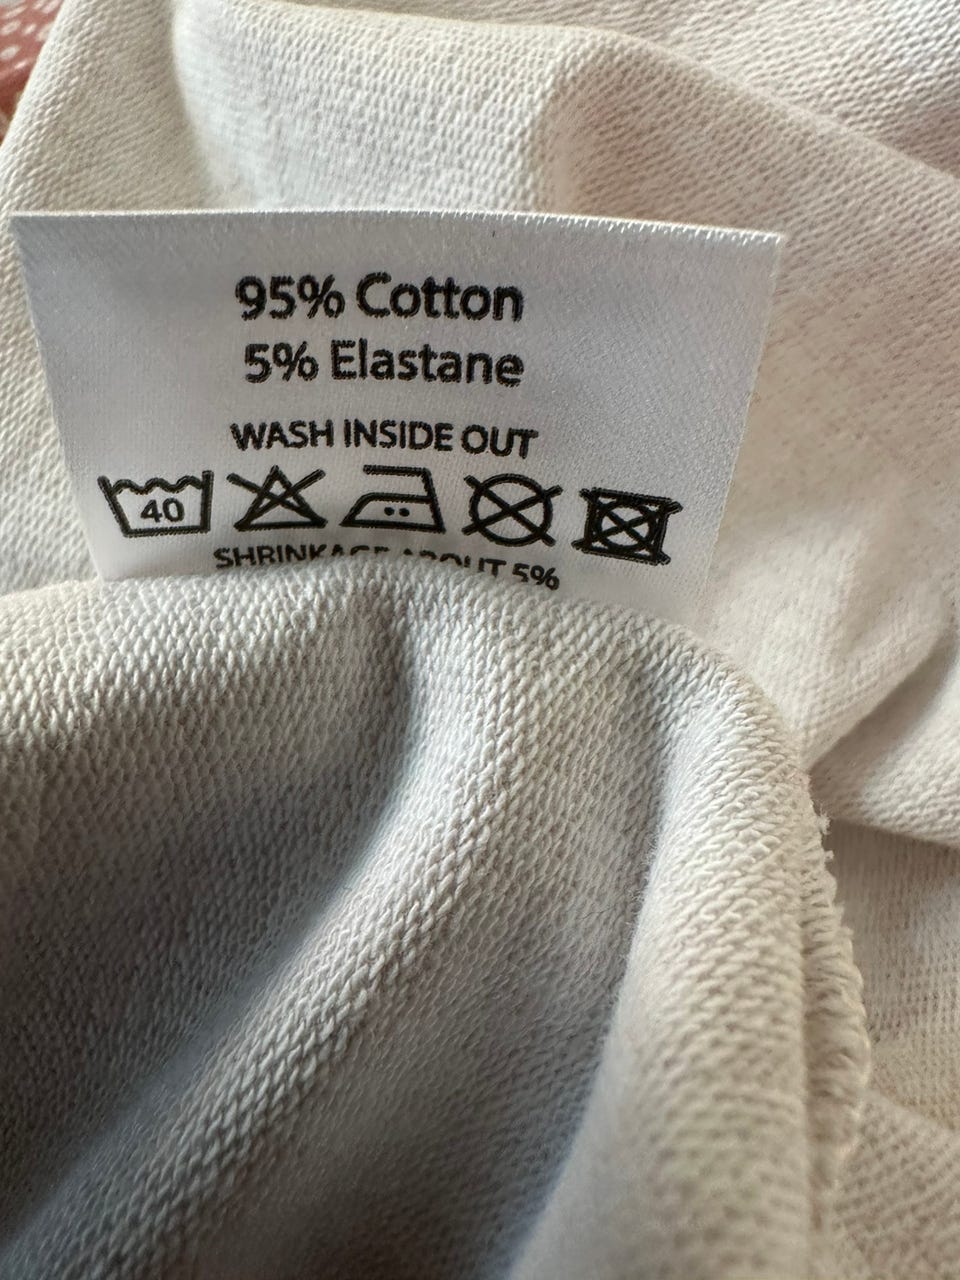 95% Cotton
5% Elastane
WASH INSIDE OUT
40
SHRINKAGE ABOUT 5%